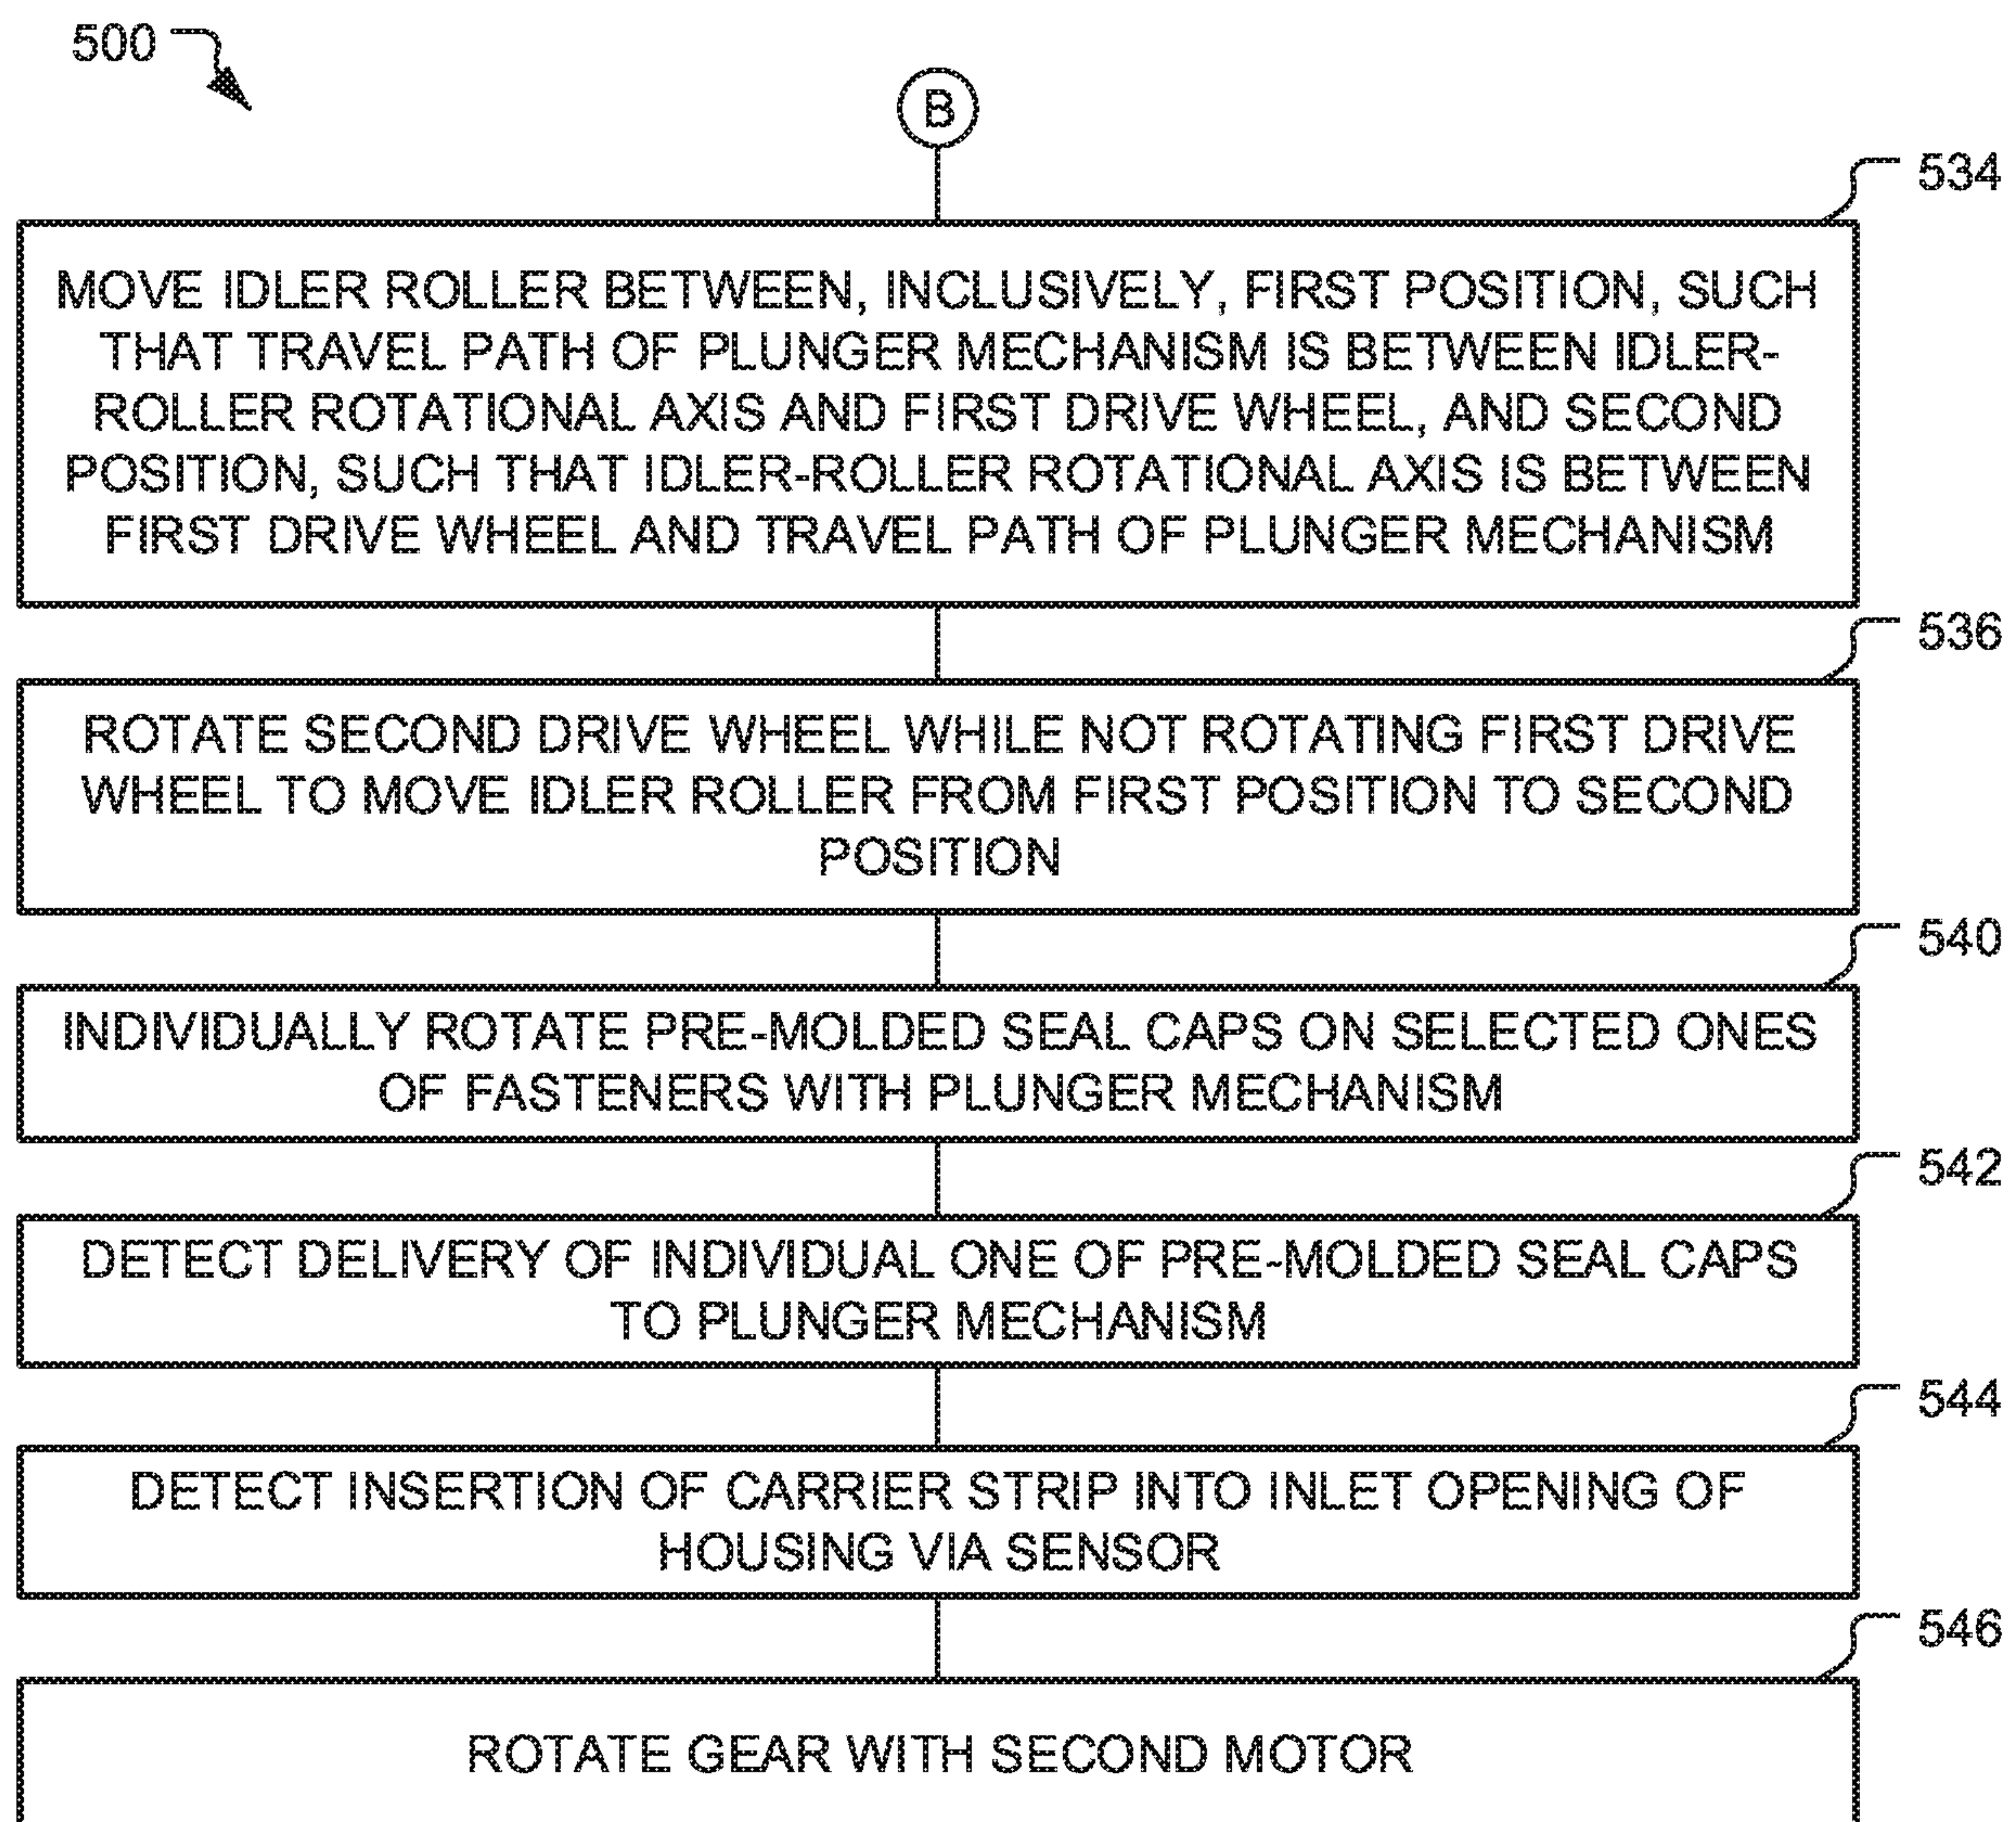 500
B
534
MOVE IDLER ROLLER BETWEEN, INCLUSIVELY, FIRST POSITION, SUCH
THAT TRAVEL PATH OF PLUNGER MECHANISM IS BETWEEN IDLER-
ROLLER ROTATIONAL AXIS AND FIRST DRIVE WHEEL, AND SECOND
POSITION, SUCH THAT IDLER-ROLLER ROTATIONAL AXIS IS BETWEEN
FIRST DRIVE WHEEL AND TRAVEL PATH OF PLUNGER MECHANISM
536
ROTATE SECOND DRIVE WHEEL WHILE NOT ROTATING FIRST DRIVE
WHEEL TO MOVE IDLER ROLLER FROM FIRST POSITION TO SECOND
POSITION
540
INDIVIDUALLY ROTATE PRE-MOLDED SEAL CAPS ON SELECTED ONES
OF FASTENERS WITH PLUNGER MECHANISM
542
DETECT DELIVERY OF INDIVIDUAL ONE OF PRE-MOLDED SEAL CAPS
TO PLUNGER MECHANISM
544
DETECT INSERTION OF CARRIER STRIP INTO INLET OPENING OF
HOUSING VIA SENSOR
546
ROTATE GEAR WITH SECOND MOTOR